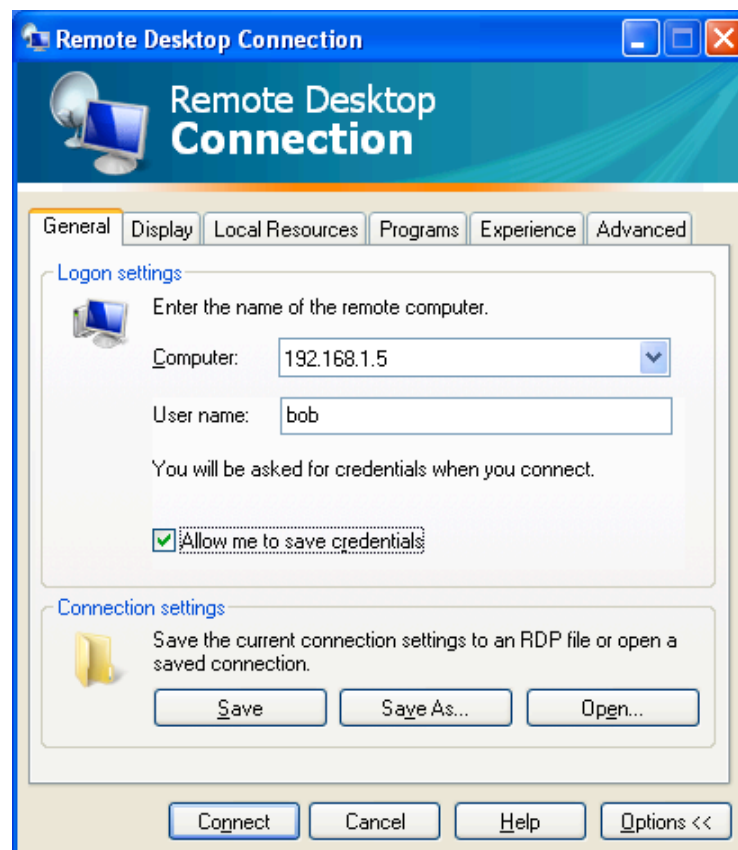 Remote Desktop Connection
Remote Desktop
Connection
General Display Local Resources Programs Experience Advanced
Logon settings
Enter the name of the remote computer.
Computer: 192.168.1.5
User name: bob
You will be asked for credentials when you connect.
Allow me to save credentials
Connection settings
Save the current connection settings to an RDP file or open a
saved connection.
Save Save As... Open...
Connect Cancel Help Options <<